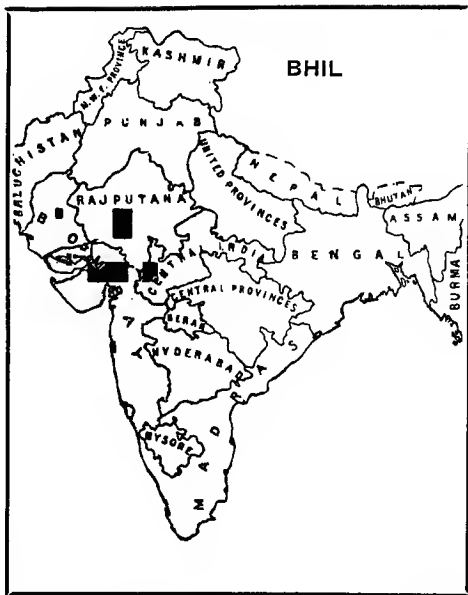 BHIL
KASHMIR
N.W.F. PROVINCE
PUNJAB
BALUCHISTAN
UNITED PROVINCES
NEPAL
BHUTAN
RAJPUTANA
ASSAM
CENTRAL INDIA
BENGAL
BURMA
CENTRAL PROVINCES
BERAR
HYDERABAD
MADRAS
MYSORE